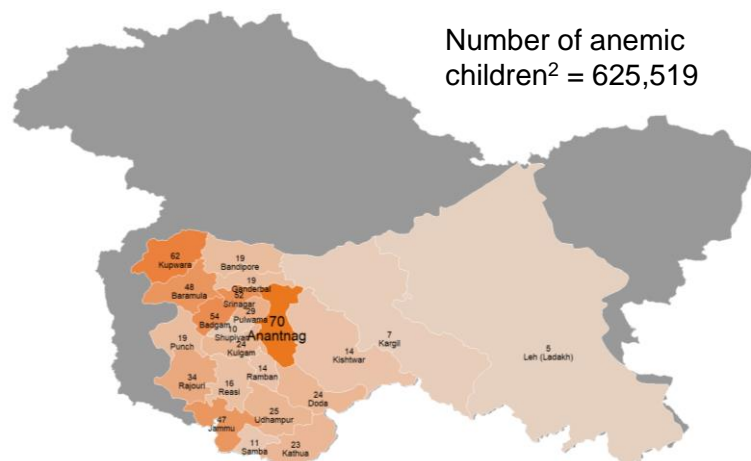 Number of anemic
children² = 625,519
62
Kupwara
19
Bandipore
48
Baramula
19
Ganderbal
52
Srinagar
54
Badgam
29
Pulwama
10
Shupiyan
70
Anantnag
24
Kulgam
19
Punch
14
Kishtwar
7
Kargil
5
Leh (Ladakh)
34
Rajouri
16
Reasi
14
Ramban
24
Doda
25
Udhampur
47
Jammu
11
Samba
23
Kathua